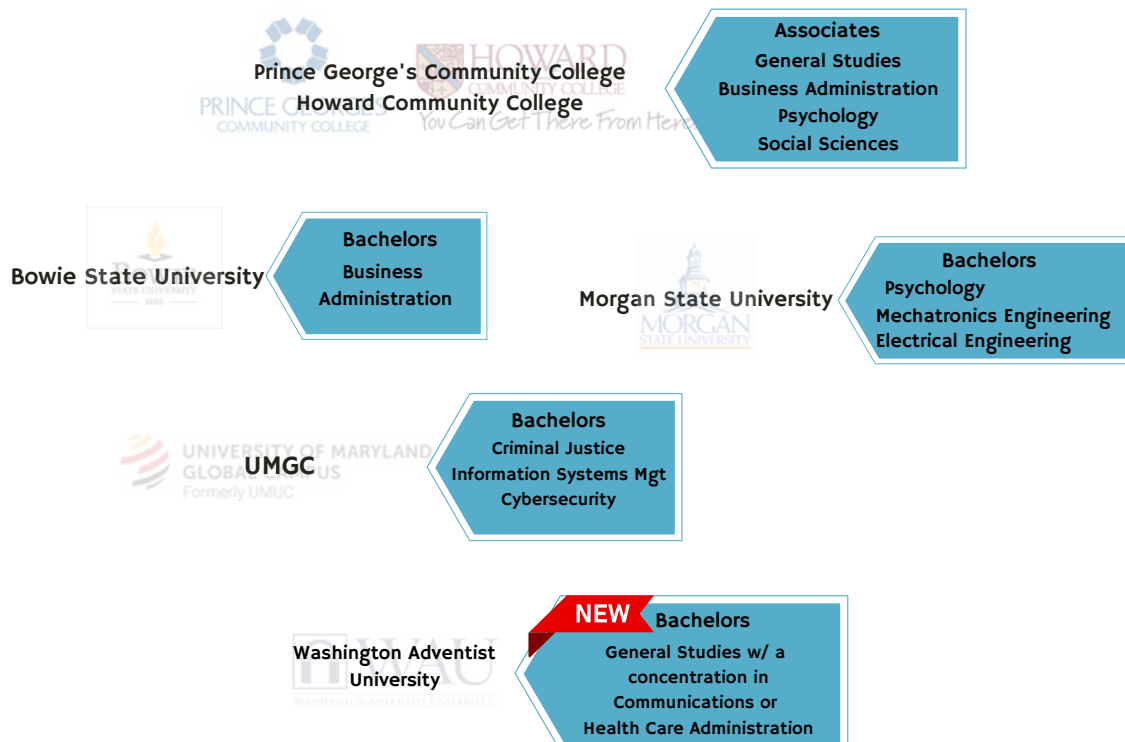 Prince George's Community College
Howard Community College
PRINCE GEORGE'S
COMMUNITY COLLEGE
HOWARD
COMMUNITY COLLEGE
You Can Get There From Here.
Associates
General Studies
Business Administration
Psychology
Social Sciences
Bowie State University
BOWIE
STATE UNIVERSITY
1865
Bachelors
Business
Administration
Morgan State University
MORGAN
STATE UNIVERSITY
Bachelors
Psychology
Mechatronics Engineering
Electrical Engineering
UMGC
UNIVERSITY OF MARYLAND
GLOBAL CAMPUS
Formerly UMUC
Bachelors
Criminal Justice
Information Systems Mgt
Cybersecurity
Washington Adventist
University
WAU
WASHINGTON ADVENTIST UNIVERSITY
NEW
Bachelors
General Studies w/ a
concentration in
Communications or
Health Care Administration